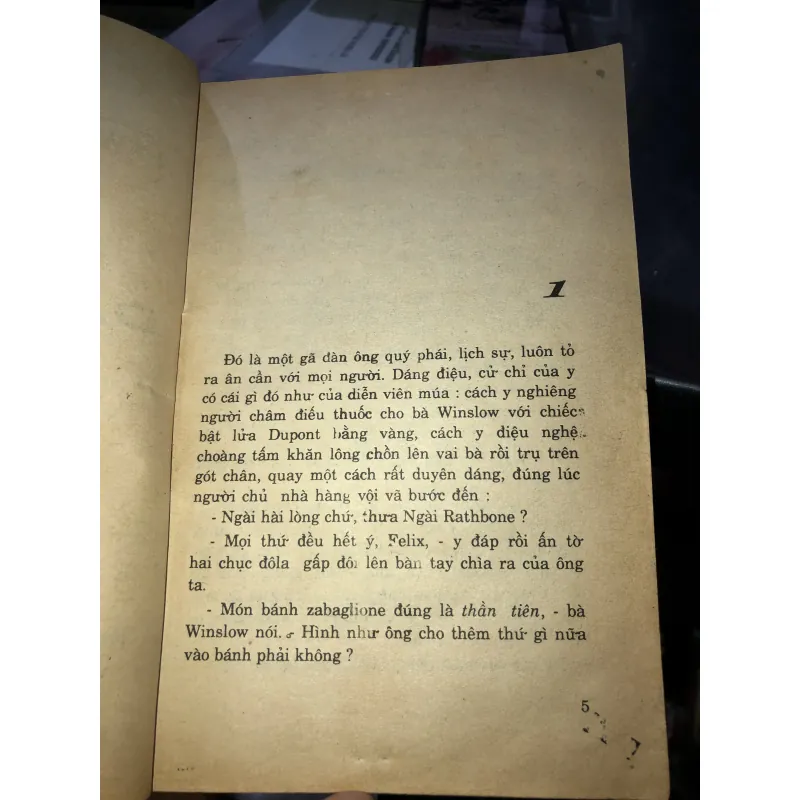 1
Đó là một gã đàn ông quý phái, lịch sự, luôn tỏ
ra ân cần với mọi người. Dáng điệu, cử chỉ của y
có cái gì đó như của diễn viên múa : cách y nghiêng
người châm điếu thuốc cho bà Winslow với chiếc
bật lửa Dupont bằng vàng, cách y điệu nghệ
choàng tấm khăn lông chồn lên vai bà rồi trụ trên
gót chân, quay một cách rất duyên dáng, đúng lúc
người chủ nhà hàng vội vã bước đến :
- Ngài hài lòng chứ, thưa Ngài Rathbone ?
- Mọi thứ đều hết ý, Felix, - y đáp rồi ấn tờ
hai chục đôla gấp đôi lên bàn tay chìa ra của ông
ta.
- Món bánh zabaglione đúng là thần tiên, - bà
Winslow nói. - Hình như ông cho thêm thứ gì nữa
vào bánh phải không ?
5